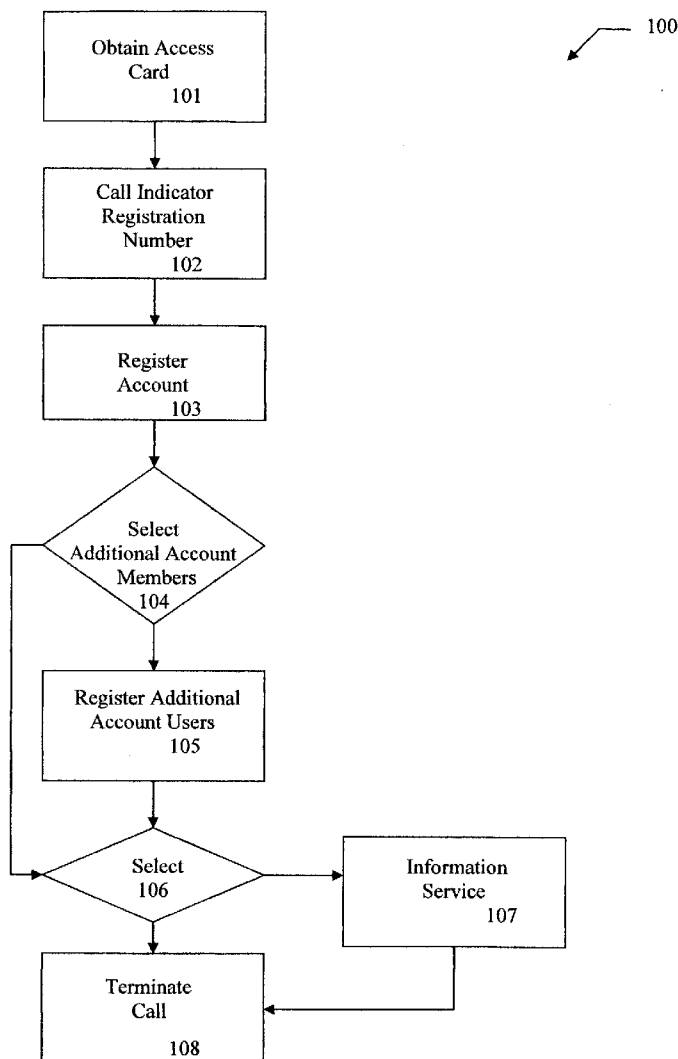 100
Obtain Access
Card
101
Call Indicator
Registration
Number
102
Register
Account
103
Select
Additional Account
Members
104
Register Additional
Account Users
105
Select
106
Information
Service
107
Terminate
Call
108